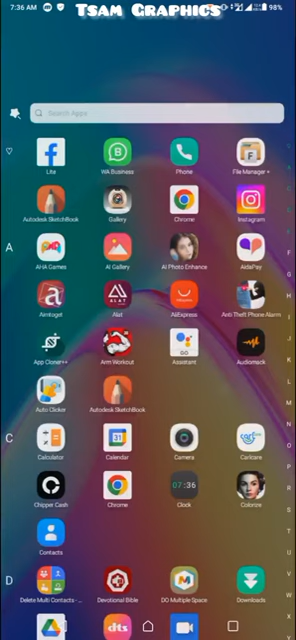 7:36 AM
98%
Tsam Graphics
Search Apps
Lite
WA Business
Phone
File Manager +
Autodesk SketchBook
Gallery
Chrome
Instagram
A
AHA Games
AI Gallery
AI Photo Enhance
AidaPay
Aimtoget
Alat
AliExpress
Anti Theft Phone Alarm
App Cloner++
Arm Workout
Assistant
Audiomack
Auto Clicker
Autodesk SketchBook
C
Calculator
Calendar
Camera
Carlcare
Chipper Cash
Chrome
Clock
Colorize
Contacts
D
Delete Multi Contacts -...
Devotional Bible
DO Multiple Space
Downloads
dts